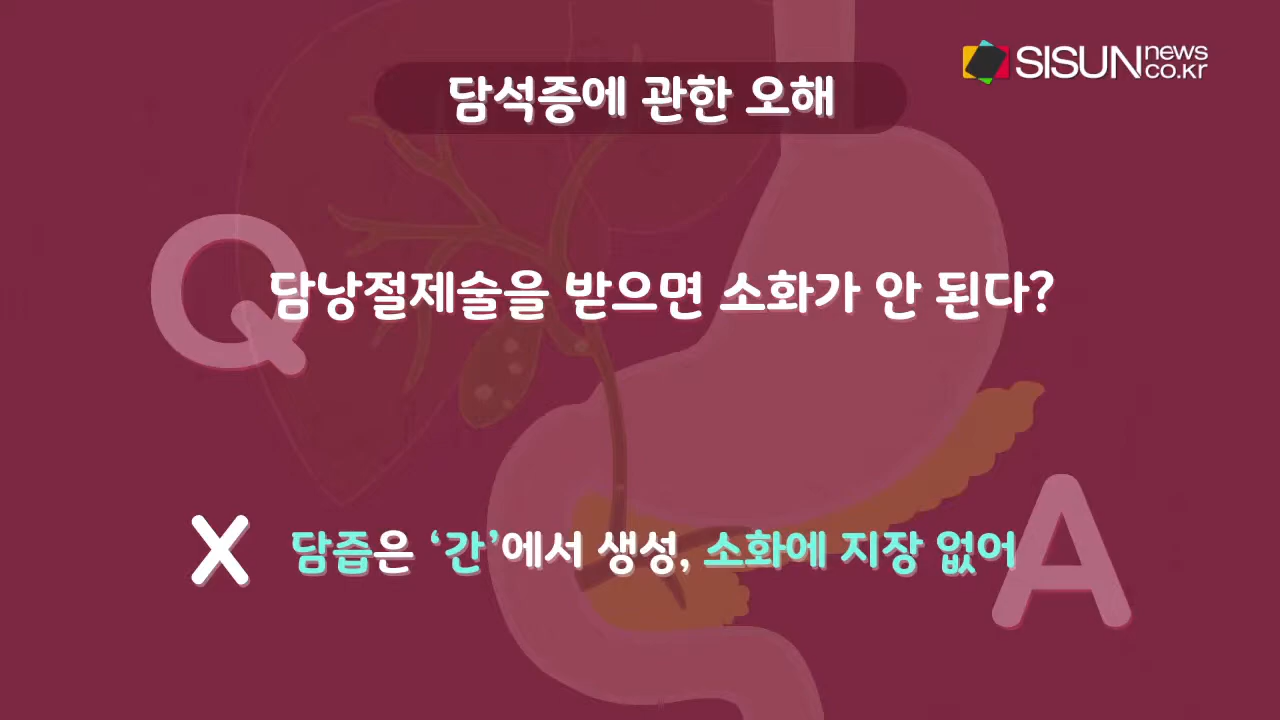 담석증에 관한 오해
SISUN news
co.kr
Q
담낭절제술을 받으면 소화가 안 된다?
X 담즙은 ‘간’에서 생성, 소화에 지장 없어
A